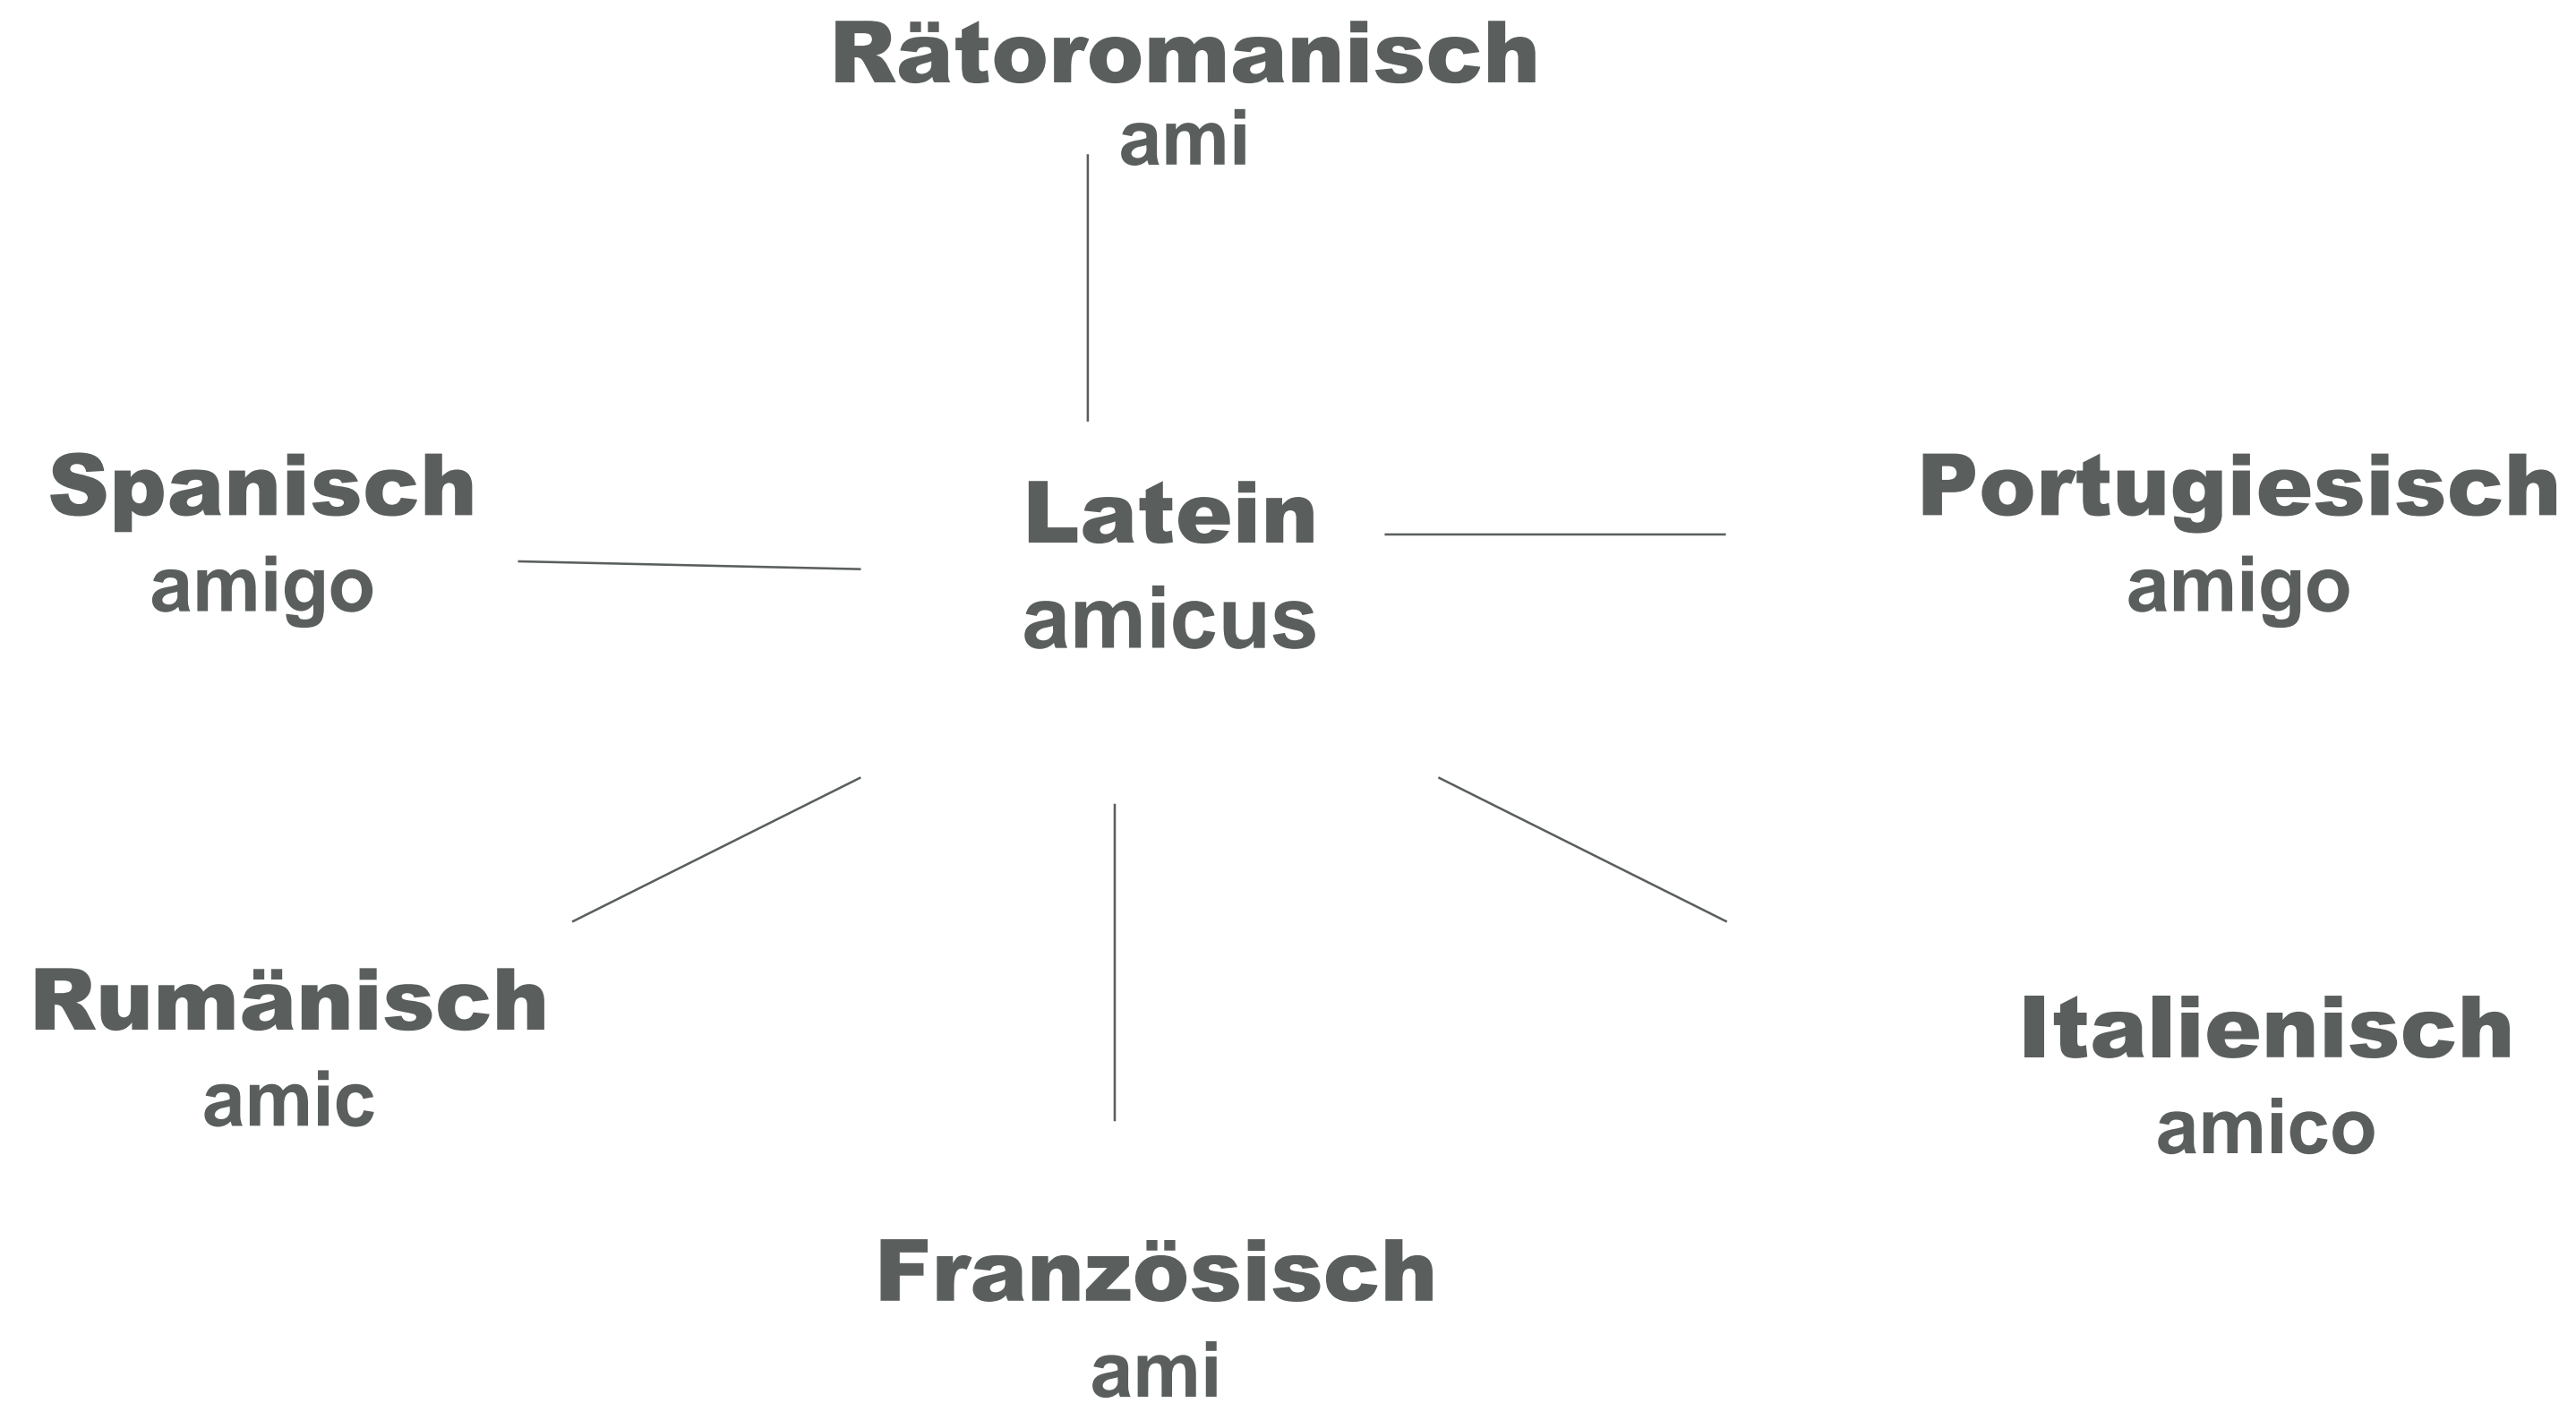 Rätoromanisch
ami
Spanisch
amigo
Latein
amicus
Portugiesisch
amigo
Rumänisch
amic
Italienisch
amico
Französisch
ami